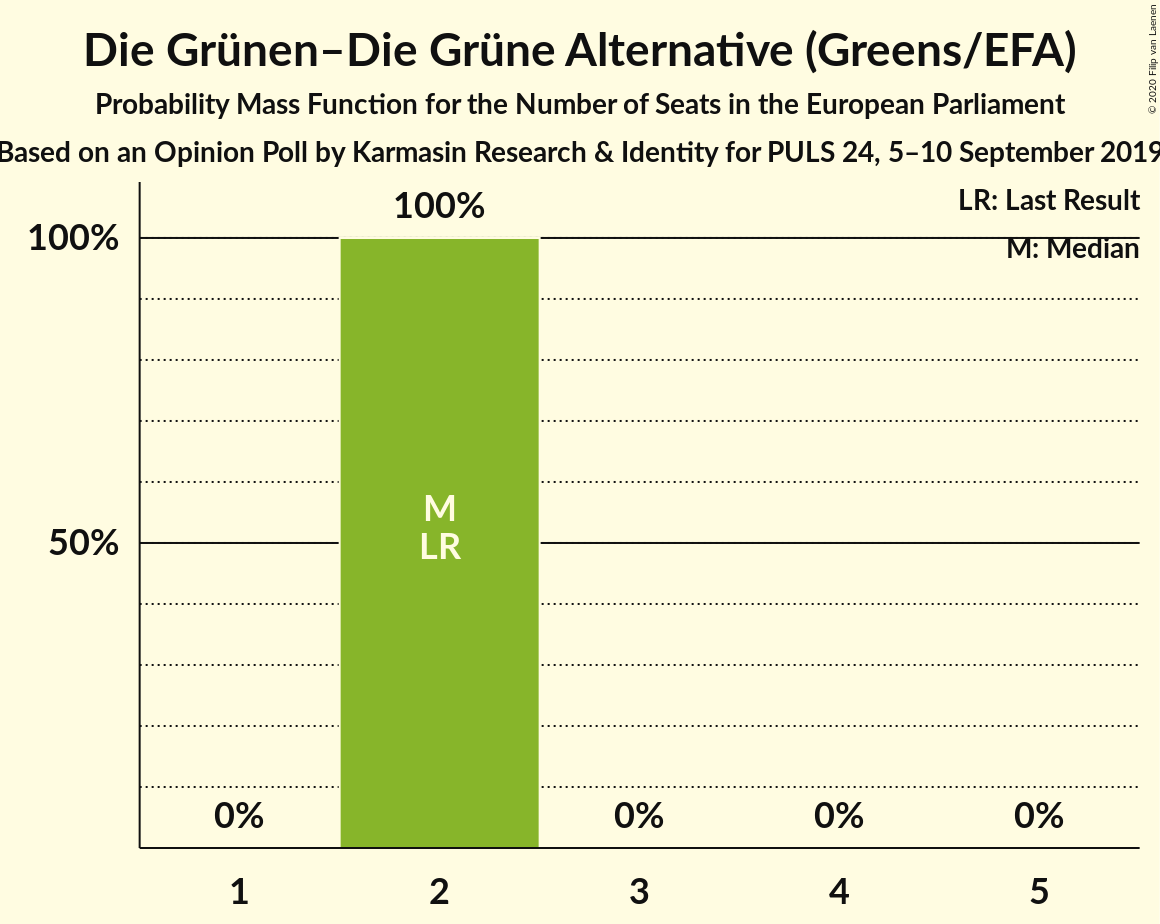 Die Grünen–Die Grüne Alternative (Greens/EFA)
Probability Mass Function for the Number of Seats in the European Parliament
Based on an Opinion Poll by Karmasin Research & Identity for PULS 24, 5–10 September 2019
© 2020 Filip van Laenen
LR: Last Result
M: Median
100%
100%
50%
M
LR
0%
0%
0%
0%
1
2
3
4
5